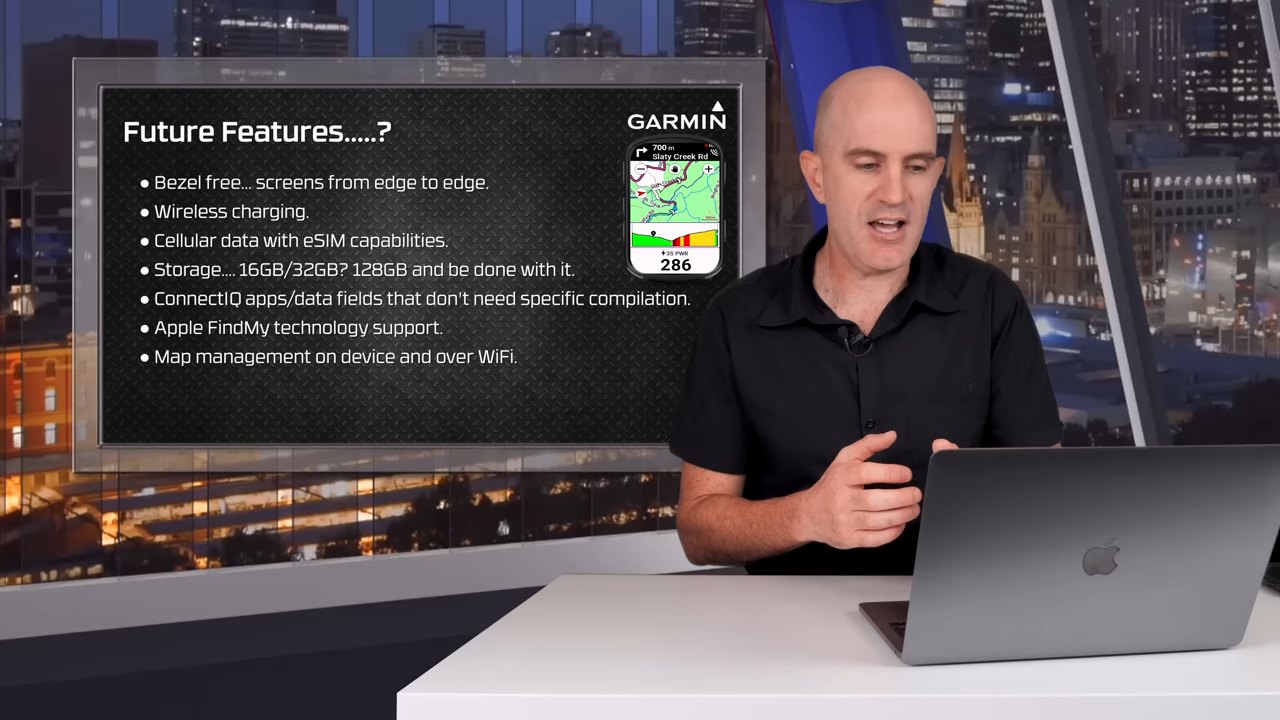 Future Features.....?
GARMIN
● Bezel free... screens from edge to edge.
● Wireless charging.
● Cellular data with eSIM capabilities.
● Storage.... 16GB/32GB? 128GB and be done with it.
● ConnectIQ apps/data fields that don't need specific compilation.
● Apple FindMy technology support.
● Map management on device and over WiFi.
700 m
Slaty Creek Rd
3S PWR
286